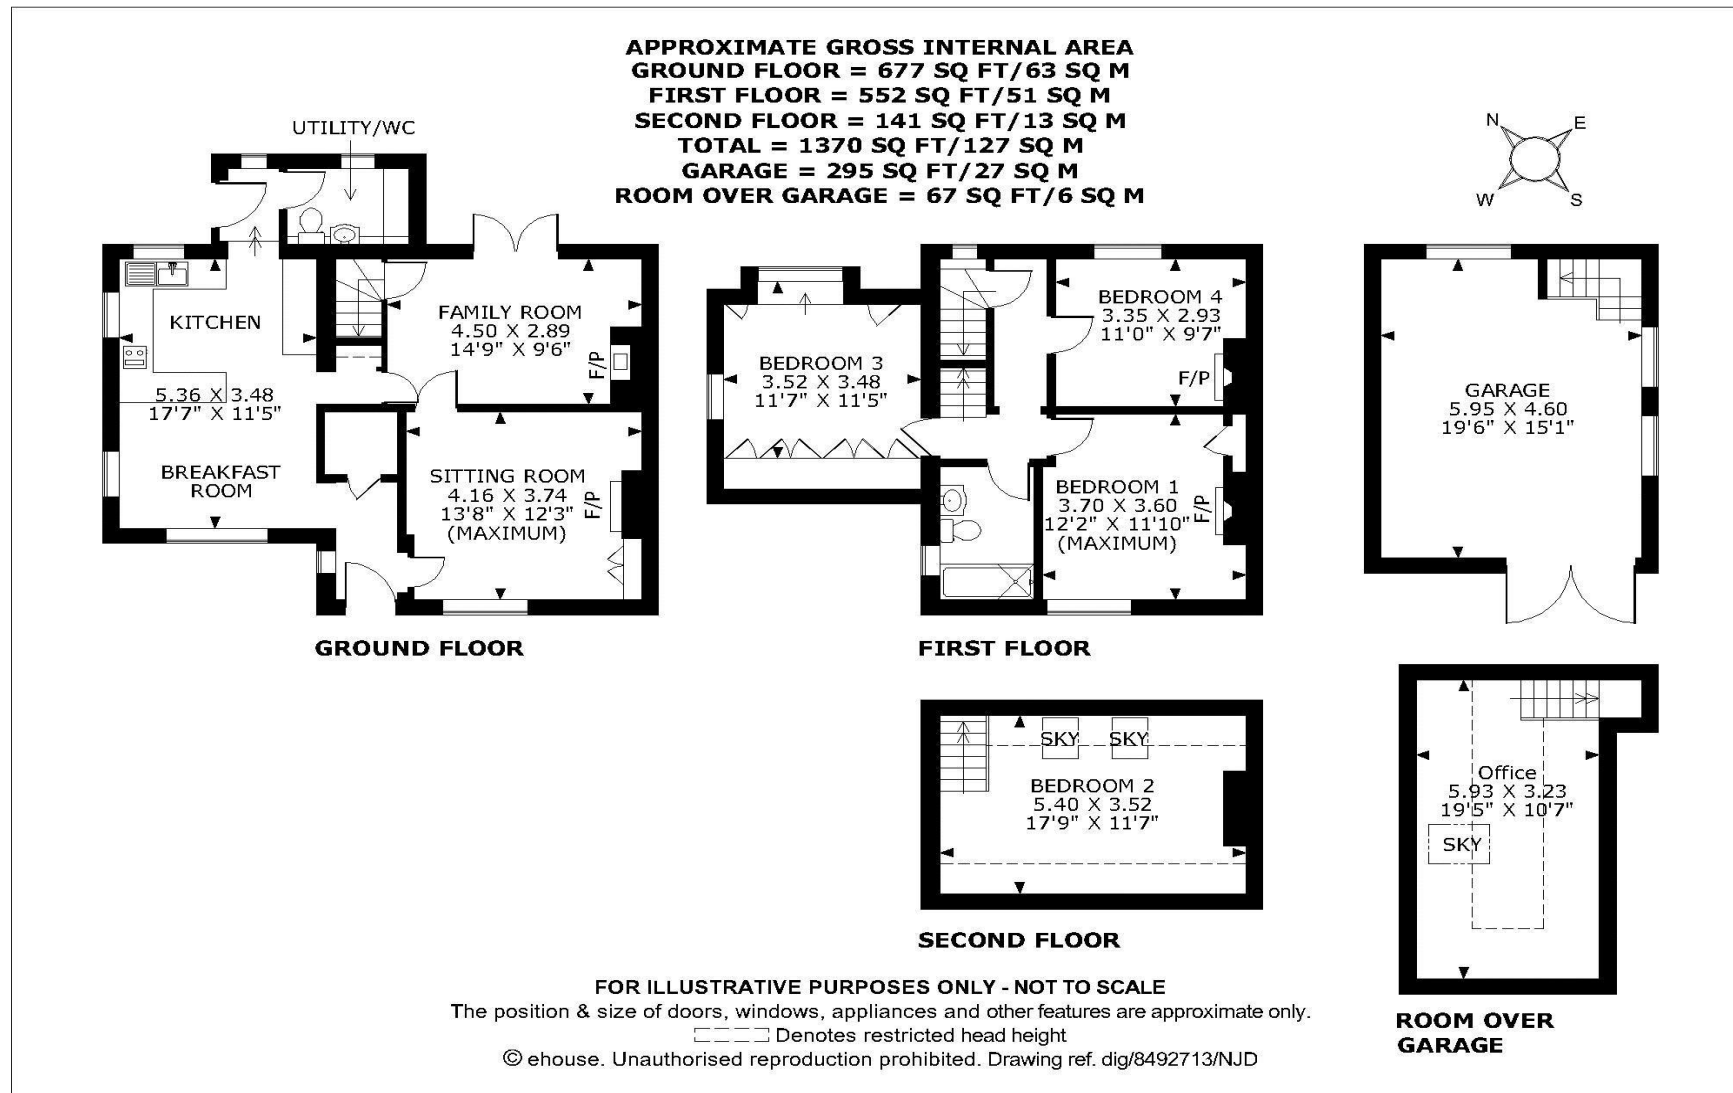 APPROXIMATE GROSS INTERNAL AREA
GROUND FLOOR = 677 SQ FT/63 SQ M
FIRST FLOOR = 552 SQ FT/51 SQ M
SECOND FLOOR = 141 SQ FT/13 SQ M
TOTAL = 1370 SQ FT/127 SQ M
GARAGE = 295 SQ FT/27 SQ M
ROOM OVER GARAGE = 67 SQ FT/6 SQ M
N
E
W
S
UTILITY/WC
KITCHEN
5.36 X 3.48
17'7" X 11'5"
BREAKFAST
ROOM
FAMILY ROOM
4.50 X 2.89
14'9" X 9'6"
F/P
SITTING ROOM
4.16 X 3.74
13'8" X 12'3"
(MAXIMUM)
F/P
GROUND FLOOR
BEDROOM 3
3.52 X 3.48
11'7" X 11'5"
BEDROOM 4
3.35 X 2.93
11'0" X 9'7"
F/P
BEDROOM 1
3.70 X 3.60
12'2" X 11'10"
(MAXIMUM)
F/P
FIRST FLOOR
GARAGE
5.95 X 4.60
19'6" X 15'1"
SKY
SKY
BEDROOM 2
5.40 X 3.52
17'9" X 11'7"
SECOND FLOOR
Office
5.93 X 3.23
19'5" X 10'7"
SKY
ROOM OVER
GARAGE
FOR ILLUSTRATIVE PURPOSES ONLY - NOT TO SCALE
The position & size of doors, windows, appliances and other features are approximate only.
Denotes restricted head height
© ehouse. Unauthorised reproduction prohibited. Drawing ref. dig/8492713/NJD